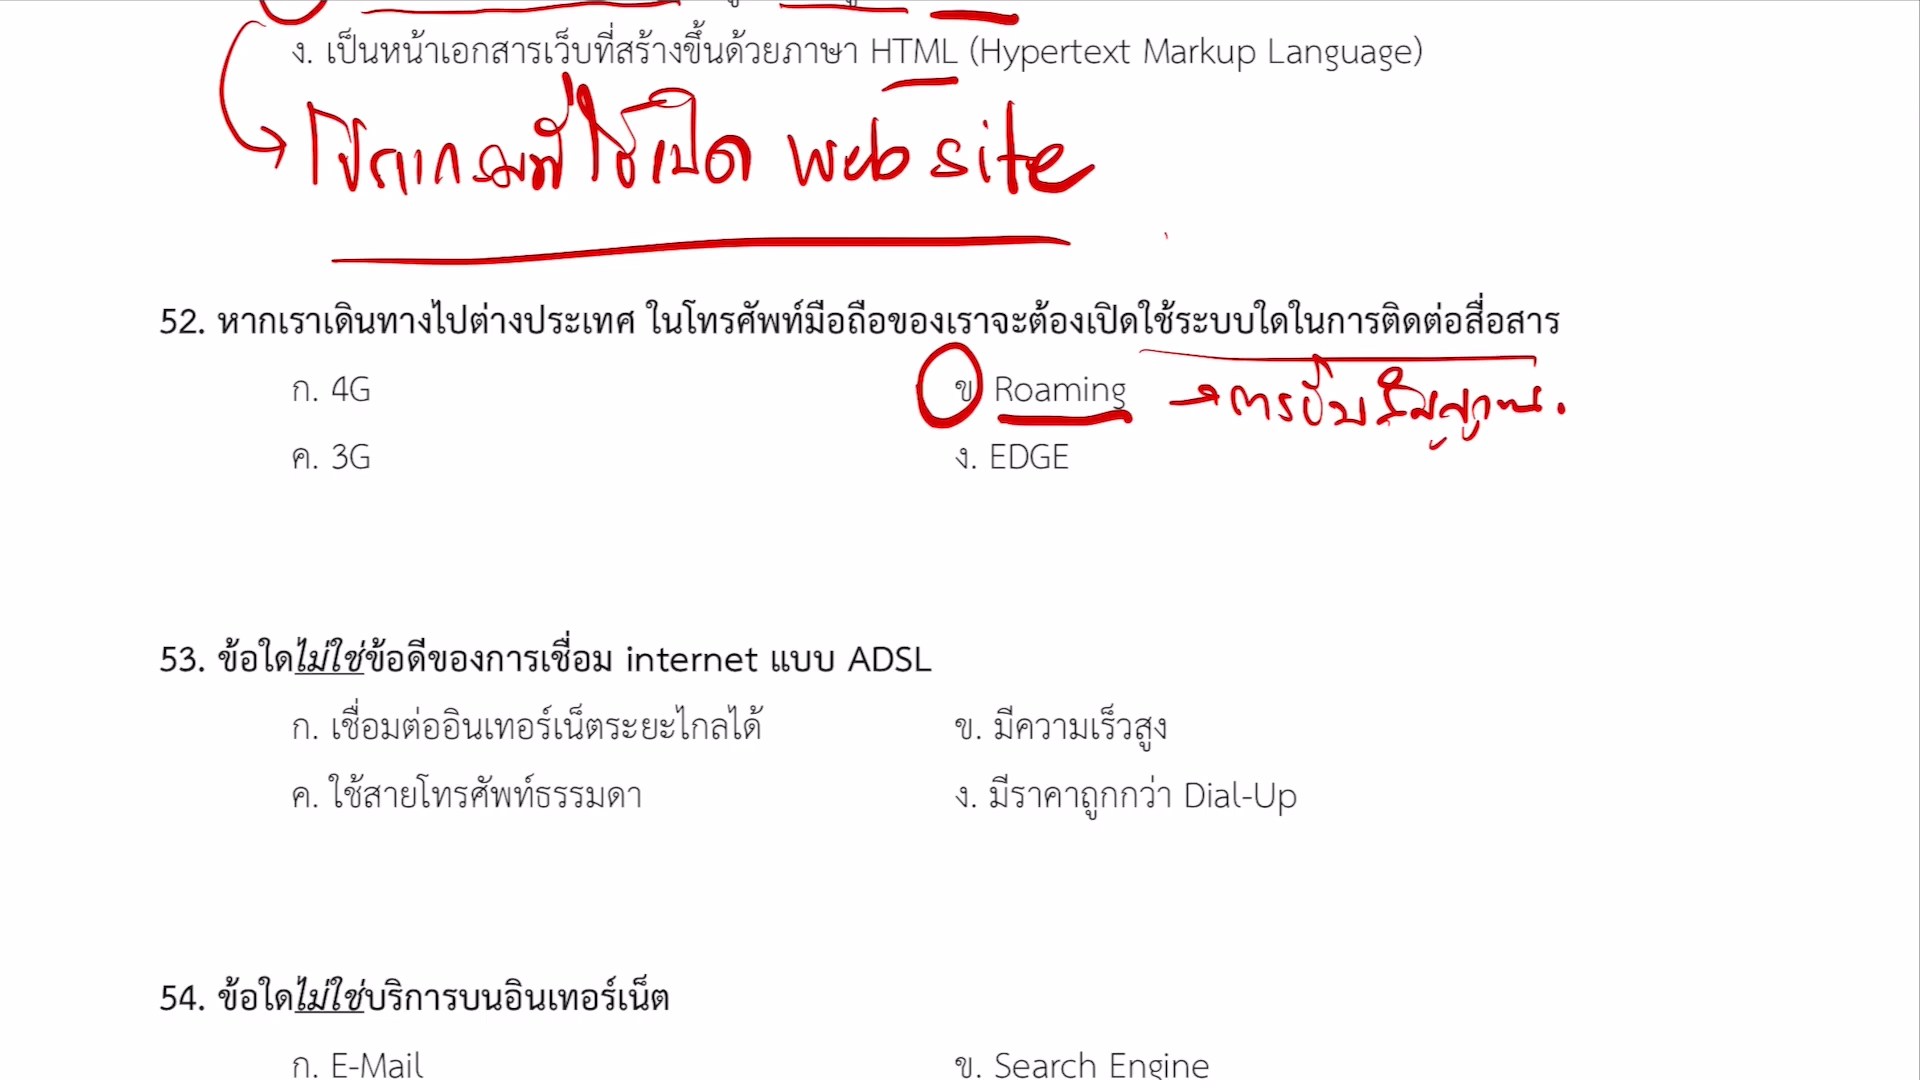 ง. เป็นหน้าเอกสารเว็บที่สร้างขึ้นด้วยภาษา HTML (Hypertext Markup Language)
โปรแกรมที่ใช้เปิด web site
52. หากเราเดินทางไปต่างประเทศ ในโทรศัพท์มือถือของเราจะต้องเปิดใช้ระบบใดในการติดต่อสื่อสาร
ก. 4G
ข. Roaming → การรับสัญญาณ.
ค. 3G
ง. EDGE
53. ข้อใดไม่ใช่ข้อดีของการเชื่อม internet แบบ ADSL
ก. เชื่อมต่ออินเทอร์เน็ตระยะไกลได้
ข. มีความเร็วสูง
ค. ใช้สายโทรศัพท์ธรรมดา
ง. มีราคาถูกกว่า Dial-Up
54. ข้อใดไม่ใช่บริการบนอินเทอร์เน็ต
ก. E-Mail
ข. Search Engine